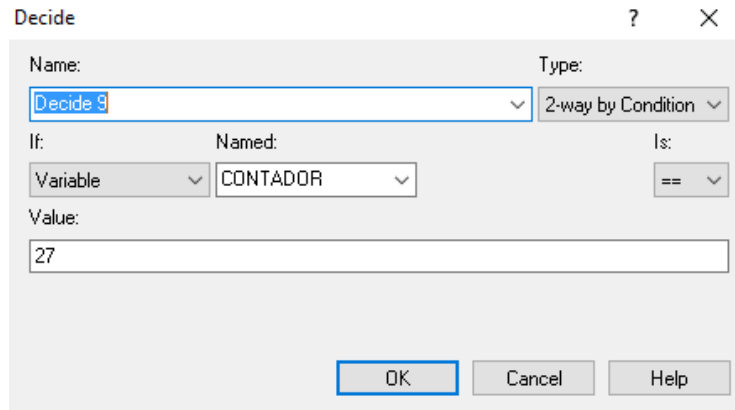 Decide ? ×
Name: Type:
Decide 9 2-way by Condition
If: Named: Is:
Variable CONTADOR ==
Value:
27
OK Cancel Help